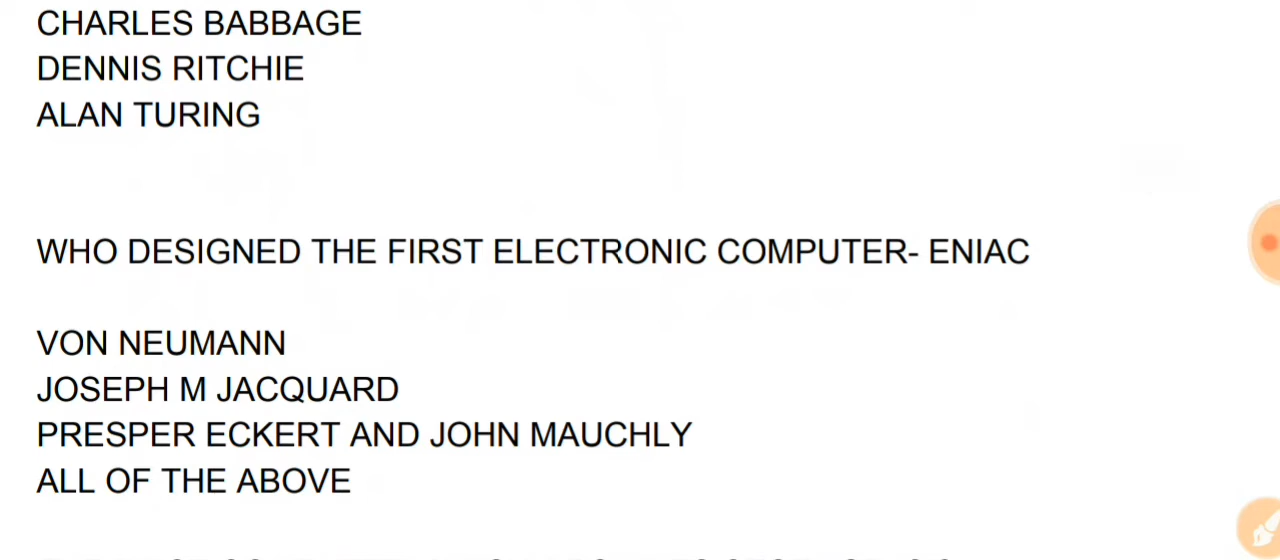 CHARLES BABBAGE
DENNIS RITCHIE
ALAN TURING
WHO DESIGNED THE FIRST ELECTRONIC COMPUTER- ENIAC
VON NEUMANN
JOSEPH M JACQUARD
PRESPER ECKERT AND JOHN MAUCHLY
ALL OF THE ABOVE